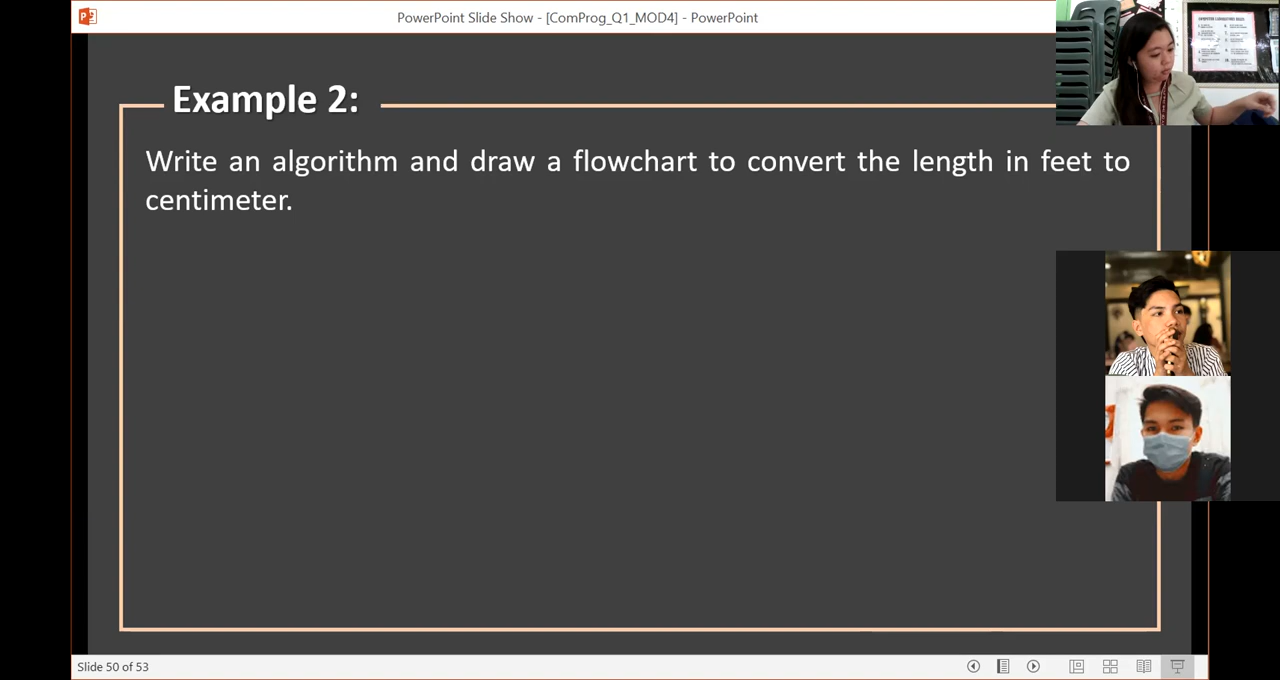 PowerPoint Slide Show - [ComProg_Q1_MOD4] - PowerPoint
Example 2:
Write an algorithm and draw a flowchart to convert the length in feet to
centimeter.
Slide 50 of 53